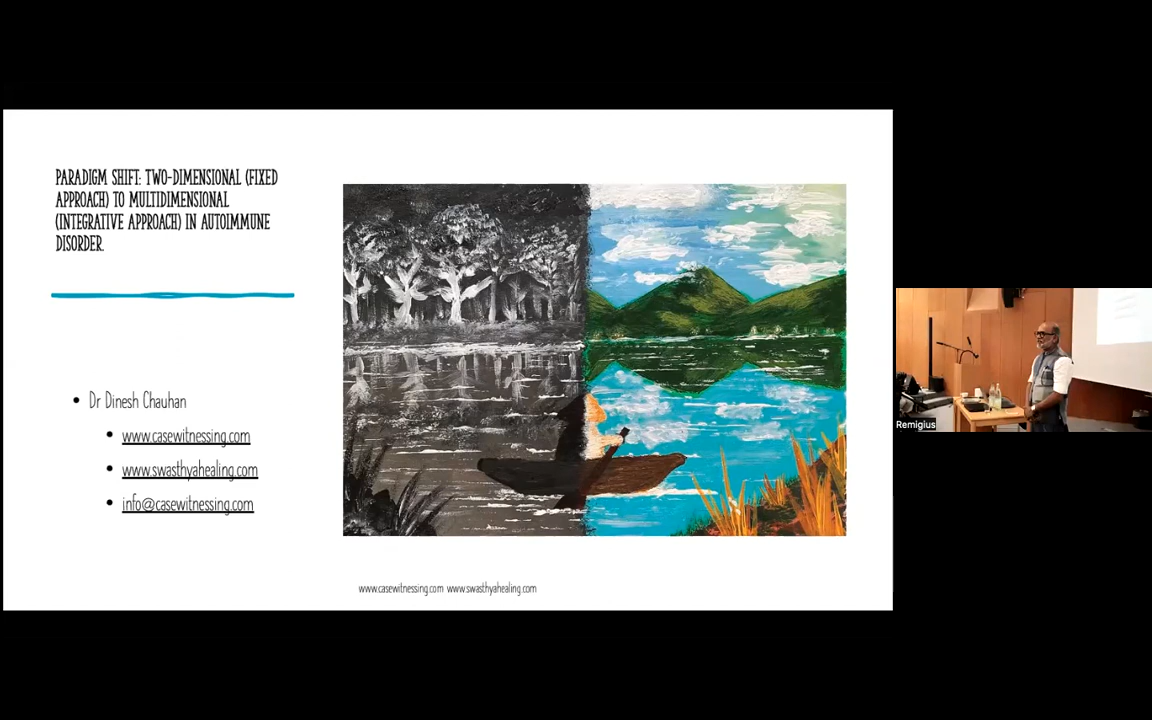 PARADIGM SHIFT: TWO-DIMENSIONAL (FIXED
APPROACH) TO MULTIDIMENSIONAL
(INTEGRATIVE APPROACH) IN AUTOIMMUNE
DISORDER.
• Dr Dinesh Chauhan
• www.casewitnessing.com
• www.swasthyahealing.com
• info@casewitnessing.com
www.casewitnessing.com www.swasthyahealing.com
Remigius